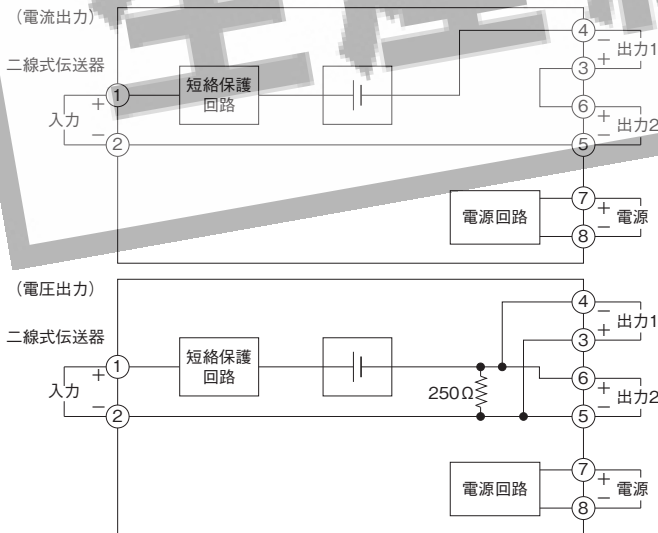 (電流出力)
二線式伝送器
入力
+
−
1
2
短絡保護
回路
4
3
6
5
−
+
出力1
+
−
出力2
電源回路
7
8
+
−
電源
(電圧出力)
二線式伝送器
入力
+
−
1
2
短絡保護
回路
250Ω
4
3
6
5
−
+
出力1
+
−
出力2
電源回路
7
8
+
−
電源